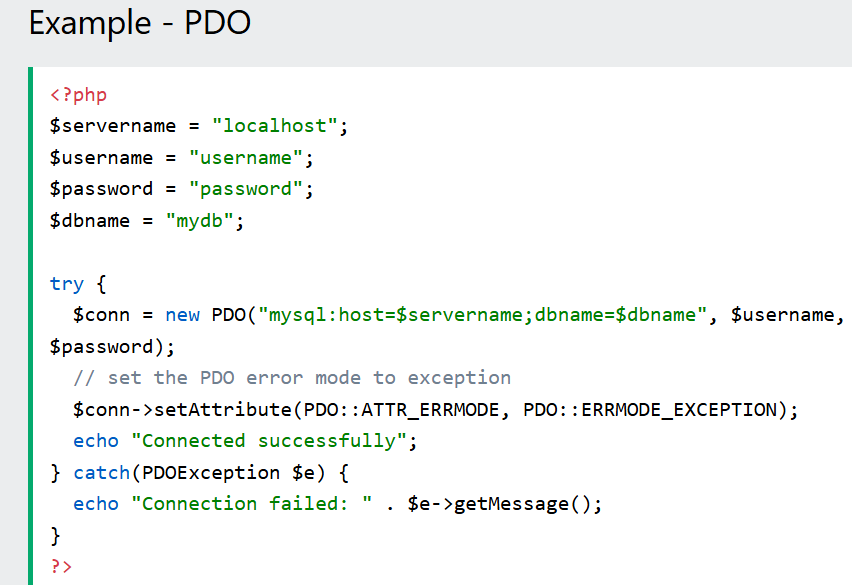 Example - PDO
<?php
$servername = "localhost";
$username = "username";
$password = "password";
$dbname = "mydb";
try {
$conn = new PDO("mysql:host=$servername;dbname=$dbname", $username,
$password);
// set the PDO error mode to exception
$conn->setAttribute(PDO::ATTR_ERRMODE, PDO::ERRMODE_EXCEPTION);
echo "Connected successfully";
} catch(PDOException $e) {
echo "Connection failed: " . $e->getMessage();
}
?>